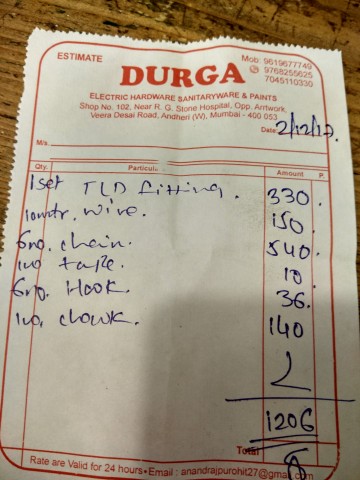 ESTIMATE
Mob: 9619677749
9768255625
7045110330
DURGA
ELECTRIC HARDWARE SANITARYWARE & PAINTS
Shop No. 102, Near R. G. Stone Hospital, Opp. Arrtwork,
Veera Desai Road, Andheri (W), Mumbai - 400 053
Date: 2/12/17.
M/s.
Qty. Particula Amount P.
1set TLD fitting. 330.
10mtr. wire. 150.
6no. chain. 540.
1no tape. 10.
6no. Hook. 36.
1no. chowk. 140
1206
Total
Rate are Valid for 24 hours • Email : anandrajpurohit27@gmail.com